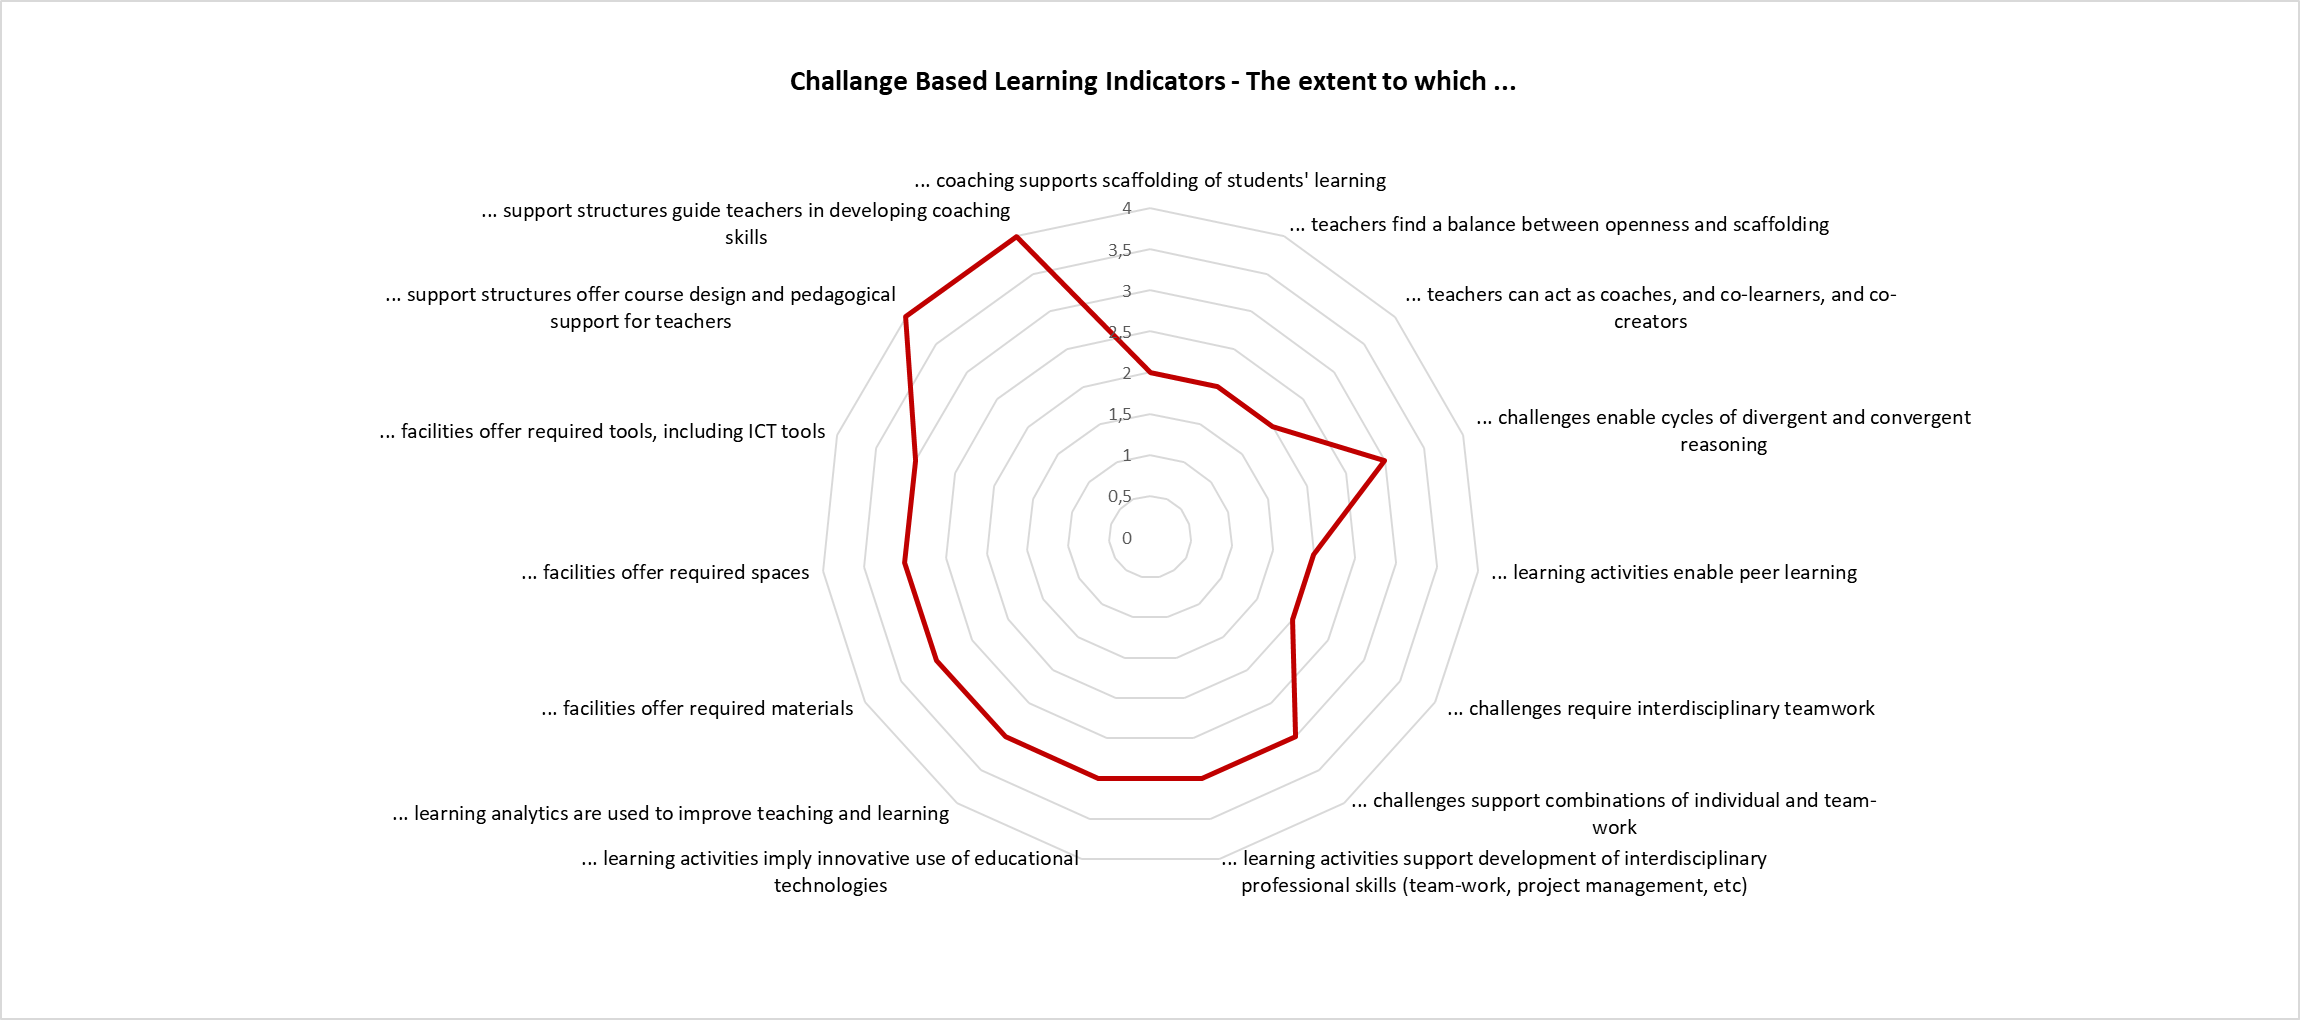 Challange Based Learning Indicators - The extent to which ...
... coaching supports scaffolding of students' learning
... teachers find a balance between openness and scaffolding
... teachers can act as coaches, and co-learners, and co-
creators
... challenges enable cycles of divergent and convergent
reasoning
... learning activities enable peer learning
... challenges require interdisciplinary teamwork
... challenges support combinations of individual and team-
work
... learning activities support development of interdisciplinary
professional skills (team-work, project management, etc)
... learning activities imply innovative use of educational
technologies
... learning analytics are used to improve teaching and learning
... facilities offer required materials
... facilities offer required spaces
... facilities offer required tools, including ICT tools
... support structures offer course design and pedagogical
support for teachers
... support structures guide teachers in developing coaching
skills
4
3,5
3
2,5
2
1,5
1
0,5
0